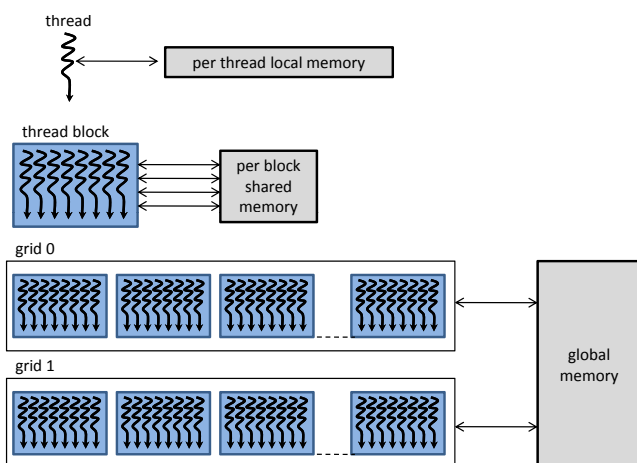 thread
per thread local memory
thread block
per block
shared
memory
grid 0
grid 1
global
memory